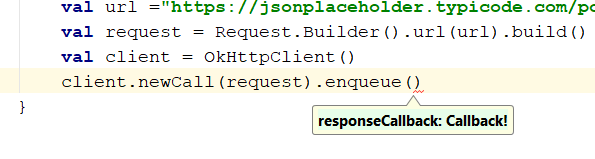 val url ="https://jsonplaceholder.typicode.com/po
val request = Request.Builder().url(url).build()
val client = OkHttpClient()
client.newCall(request).enqueue()
}
responseCallback: Callback!